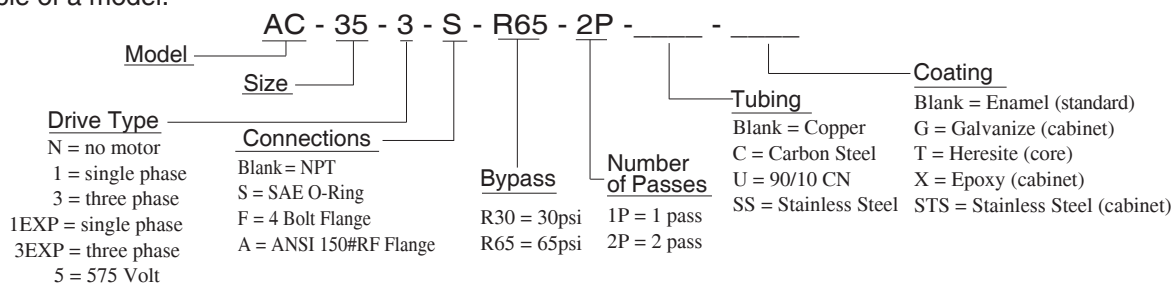 ple of a model.
AC - 35 - 3 - S - R65 - 2P -____ - ____
Model
Size
Drive Type
N = no motor
1 = single phase
3 = three phase
1EXP = single phase
3EXP = three phase
5 = 575 Volt
Connections
Blank = NPT
S = SAE O-Ring
F = 4 Bolt Flange
A = ANSI 150#RF Flange
Bypass
R30 = 30psi
R65 = 65psi
Number
of Passes
1P = 1 pass
2P = 2 pass
Tubing
Blank = Copper
C = Carbon Steel
U = 90/10 CN
SS = Stainless Steel
Coating
Blank = Enamel (standard)
G = Galvanize (cabinet)
T = Heresite (core)
X = Epoxy (cabinet)
STS = Stainless Steel (cabinet)